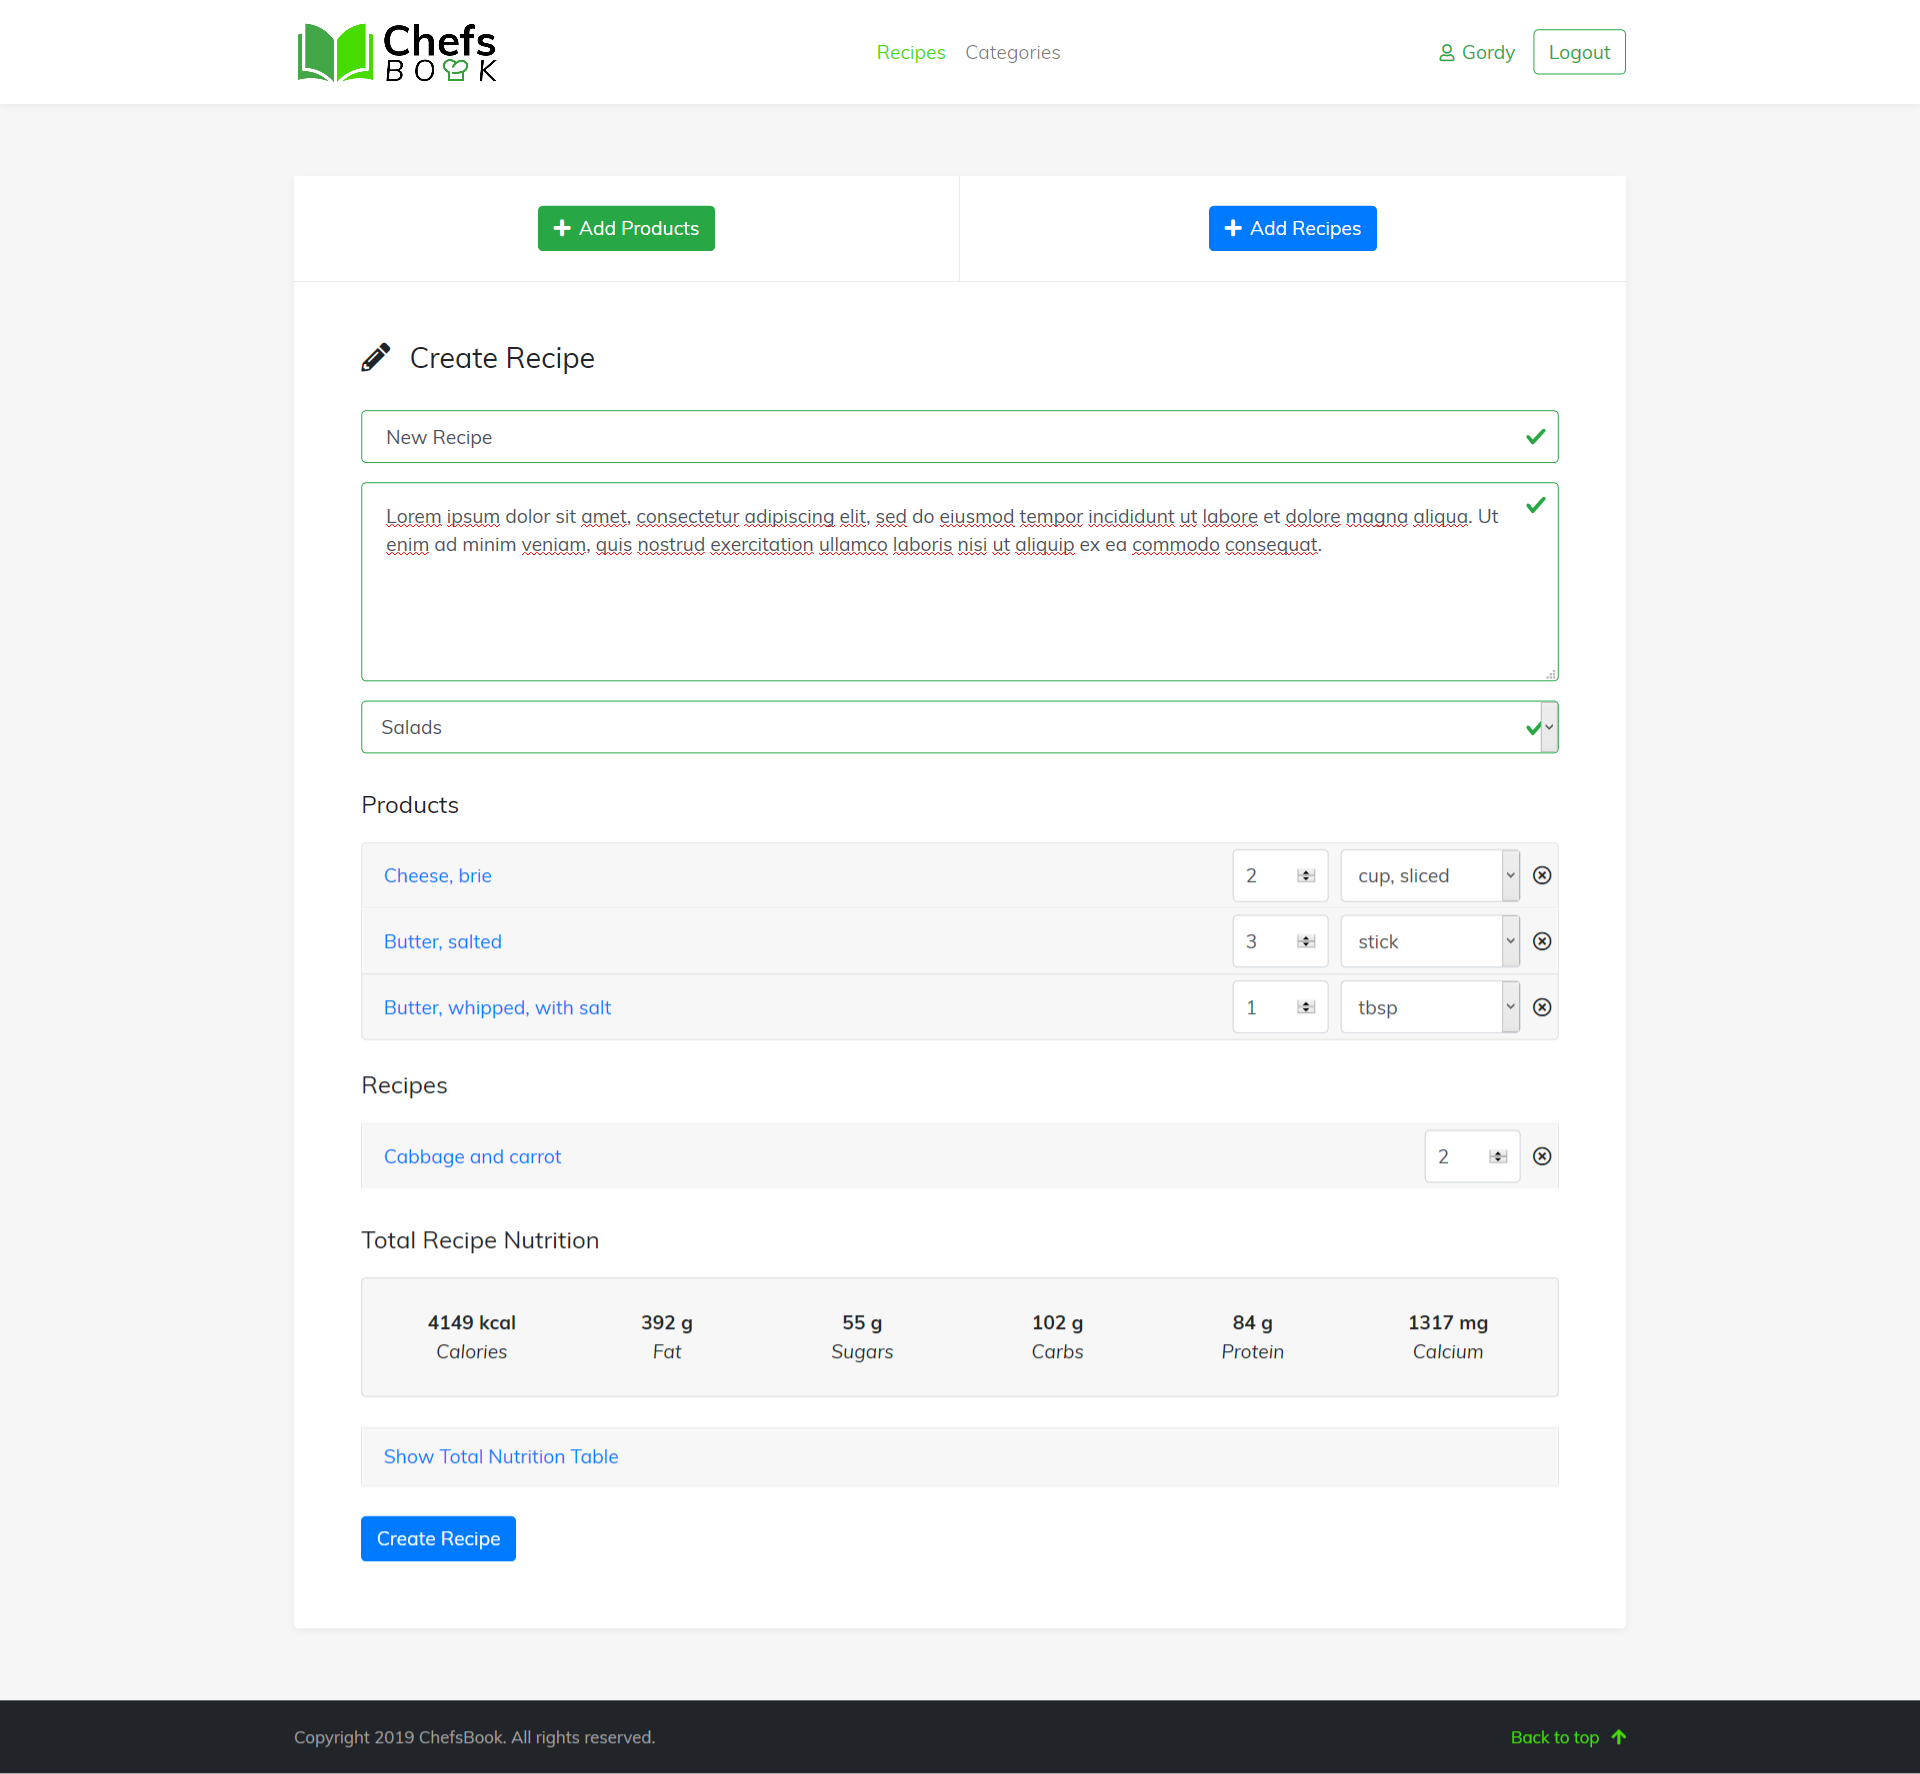 Chefs
BOOK
Recipes Categories
Gordy Logout
Add Products
Add Recipes
Create Recipe
New Recipe
Lorem ipsum dolor sit amet, consectetur adipiscing elit, sed do eiusmod tempor incididunt ut labore et dolore magna aliqua. Ut
enim ad minim veniam, quis nostrud exercitation ullamco laboris nisi ut aliquip ex ea commodo consequat.
Salads
Products
Cheese, brie 2 cup, sliced
Butter, salted 3 stick
Butter, whipped, with salt 1 tbsp
Recipes
Cabbage and carrot 2
Total Recipe Nutrition
4149 kcal 392 g 55 g 102 g 84 g 1317 mg
Calories Fat Sugars Carbs Protein Calcium
Show Total Nutrition Table
Create Recipe
Copyright 2019 ChefsBook. All rights reserved.
Back to top